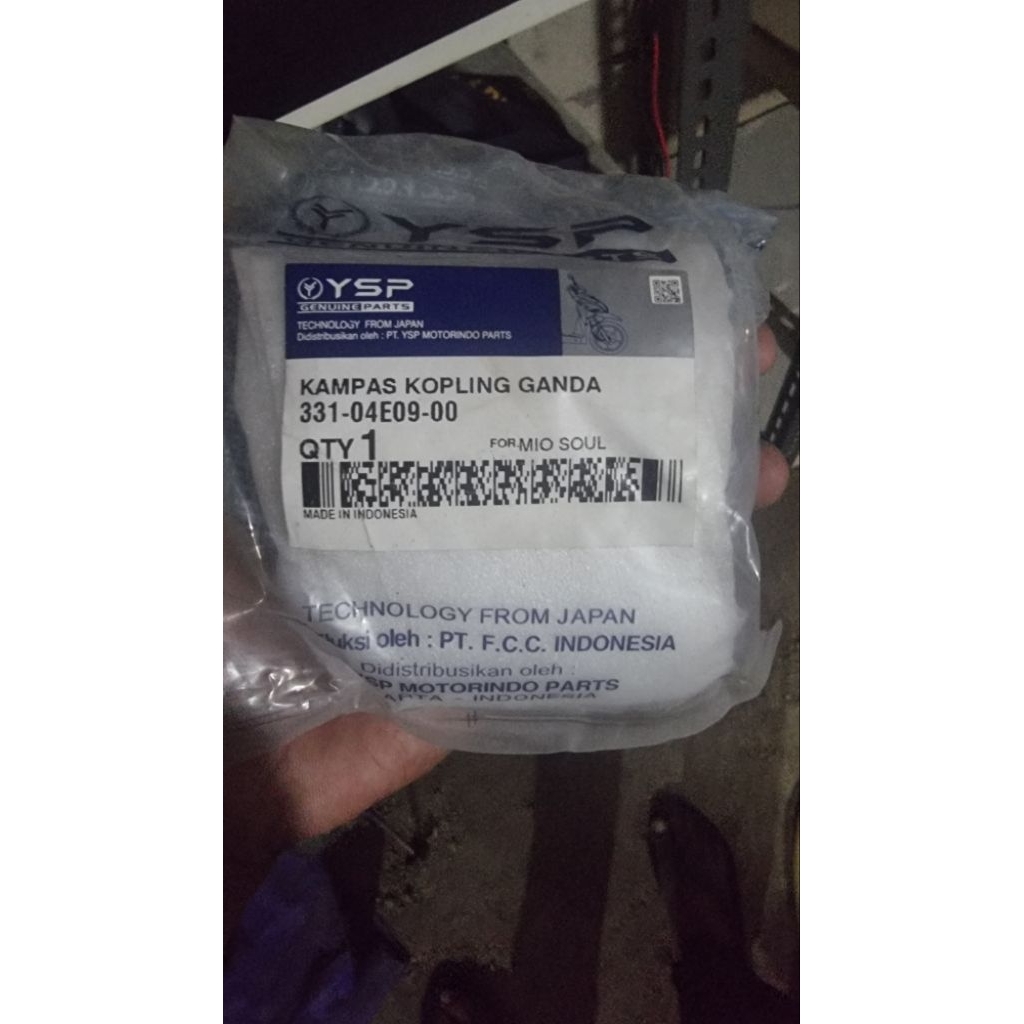 YSP
YSP
GENUINE PARTS
TECHNOLOGY FROM JAPAN
Didistribusikan oleh : PT. YSP MOTORINDO PARTS
KAMPAS KOPLING GANDA
331-04E09-00
QTY 1 FOR MIO SOUL
MADE IN INDONESIA
TECHNOLOGY FROM JAPAN
oleh : PT. F.C.C. INDONESIA
Didistribusikan oleh :
MOTORINDO PARTS
- INDONESIA